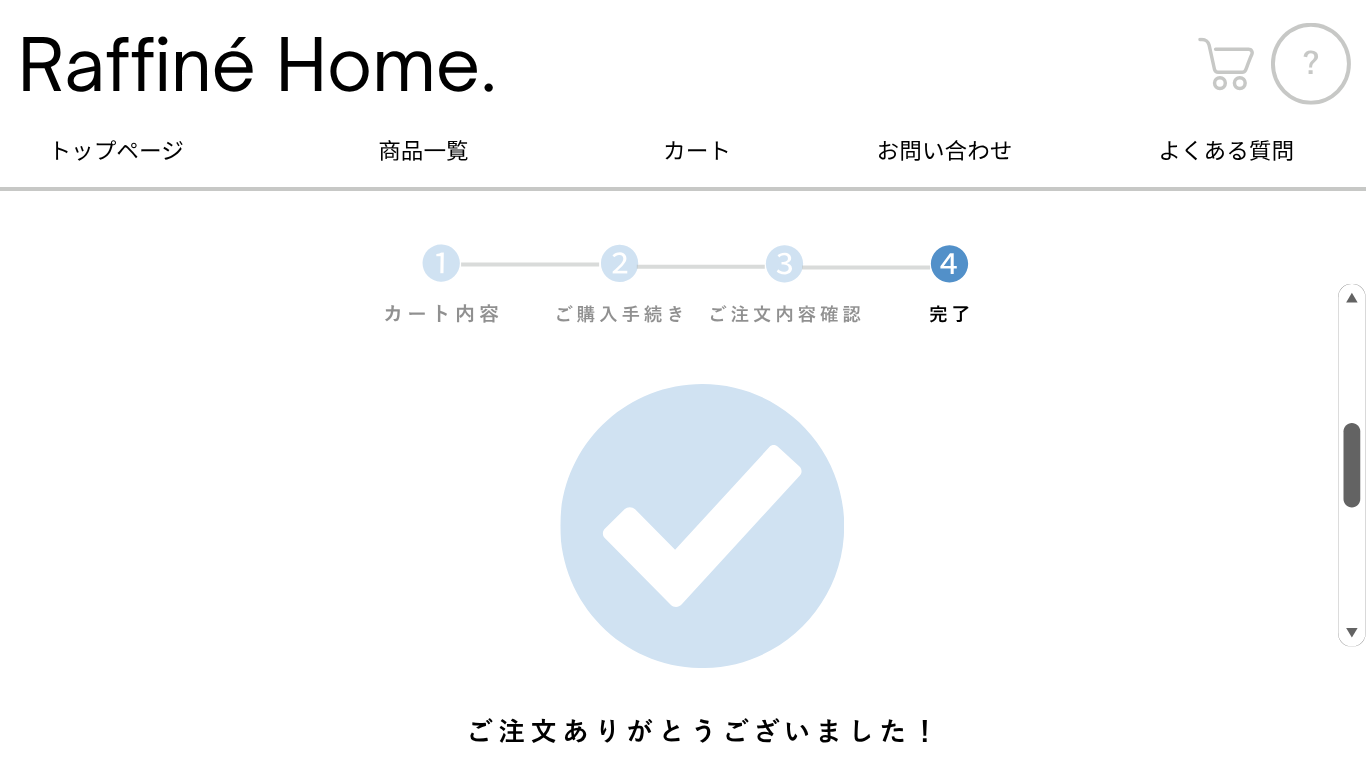 Raffiné Home.
?
トップページ 商品一覧 カート お問い合わせ よくある質問
1 2 3 4
カート内容 ご購入手続き ご注文内容確認 完了
ご注文ありがとうございました！